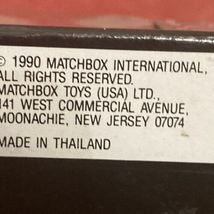 © 1990 MATCHBOX INTERNATIONAL,
ALL RIGHTS RESERVED.
MATCHBOX TOYS (USA) LTD.,
141 WEST COMMERCIAL AVENUE,
MOONACHIE, NEW JERSEY 07074
MADE IN THAILAND